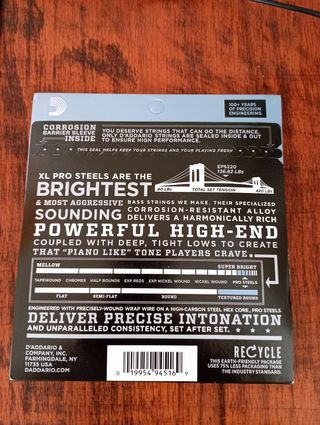 D
100+ YEARS OF
PRECISION
ENGINEERING
CORROSION
BARRIER SLEEVE
INSIDE
YOU DESERVE STRINGS THAT CAN GO THE DISTANCE.
ONLY D'ADDARIO STRINGS ARE SEALED INSIDE & OUT
TO ENSURE HIGH PERFORMANCE.
THIS SEAL HELPS KEEP YOUR STRINGS AND YOUR PLAYING FRESH
XL PRO STEELS ARE THE
BRIGHTEST
& MOST AGGRESSIVE
SOUNDING
EPS220
136.82 LBS
60 LBS
TOTAL SET TENSION
420 LBS
BASS STRINGS WE MAKE. THEIR SPECIALIZED
CORROSION-RESISTANT ALLOY
DELIVERS A HARMONICALLY RICH
POWERFUL HIGH-END
COUPLED WITH DEEP, TIGHT LOWS TO CREATE
THAT "PIANO LIKE" TONE PLAYERS CRAVE.
MELLOW
SUPER BRIGHT
TAPEWOUND
CHROMES
HALF ROUNDS
EXP REDS
EXP NICKEL WOUND
NICKEL WOUND
PRO STEELS
FLAT
SEMI-FLAT
ROUND
TEXTURED ROUND
ENGINEERED WITH PRECISELY-WOUND WRAP WIRE ON A HIGH-CARBON STEEL HEX CORE, PRO STEELS
DELIVER PRECISE INTONATION
AND UNPARALLELED CONSISTENCY, SET AFTER SET.
D'ADDARIO &
COMPANY, INC.
FARMINGDALE, NY
11735 USA
DADDARIO.COM
0 19954 94516 9
RECYCLE
THIS EARTH-FRIENDLY PACKAGE
USES 75% LESS PACKAGING THAN
THE INDUSTRY STANDARD.